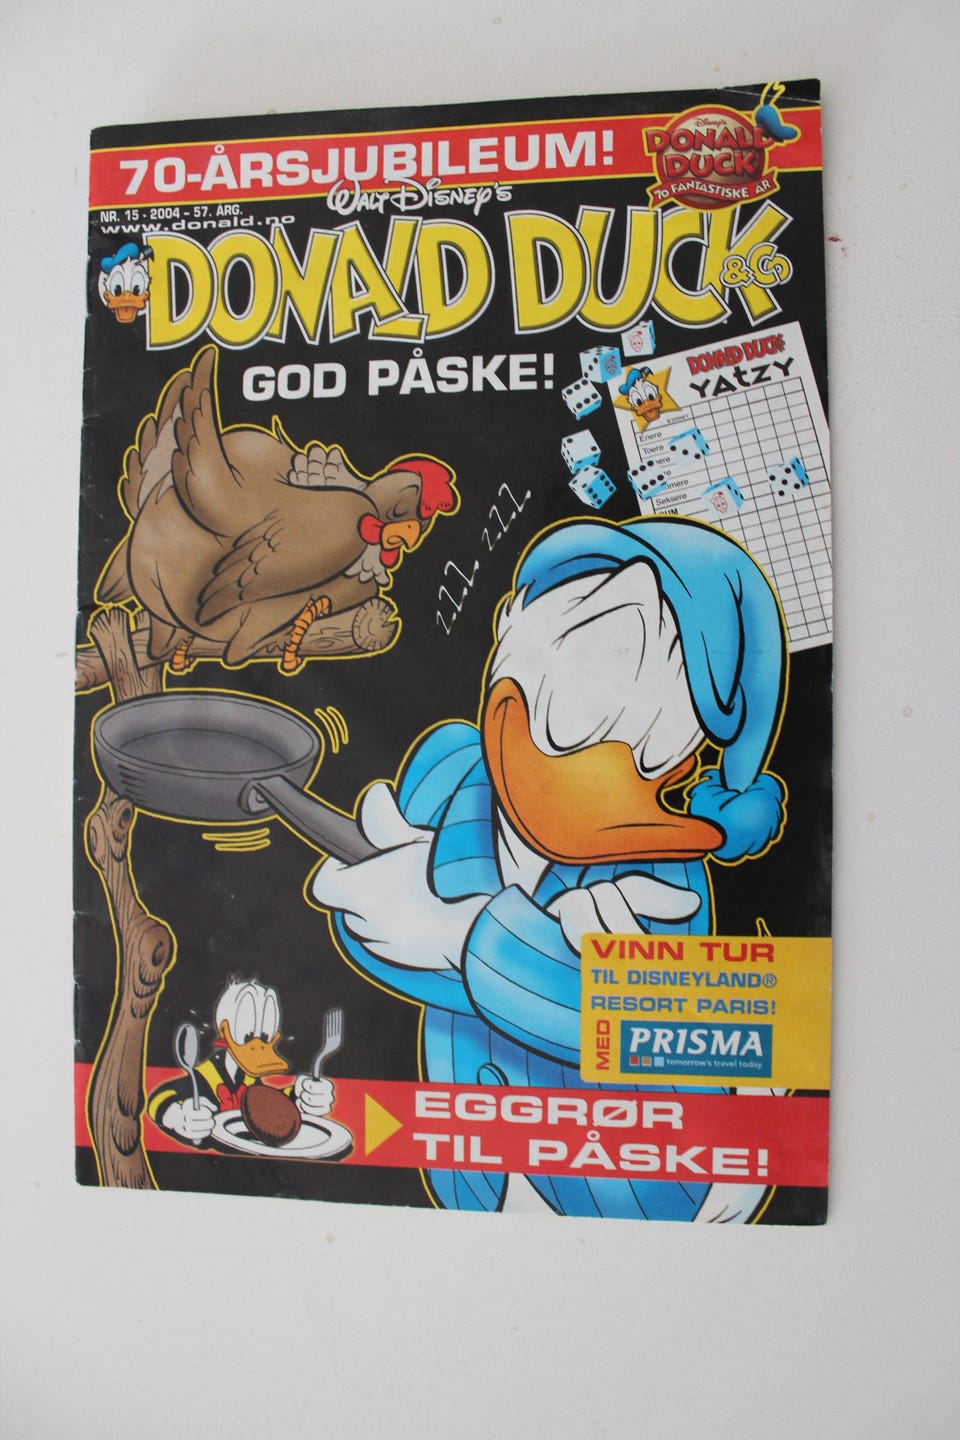 70-ÅRSJUBILEUM!
Disney's
DONALD
DUCK
70 FANTASTISKE ÅR
NR. 15 - 2004 - 57. ÅRG.
www.donald.no
WALT DISNEY'S
DONALD DUCK
& CO
GOD PÅSKE!
DONALD DUCK
YATZY
© DISNEY
Enere
Toere
Seksere
SUM
z.z.z. z.z.z.
VINN TUR
TIL DISNEYLAND®
RESORT PARIS!
MED
PRISMA
tomorrow's travel today
EGGRØR
TIL PÅSKE!